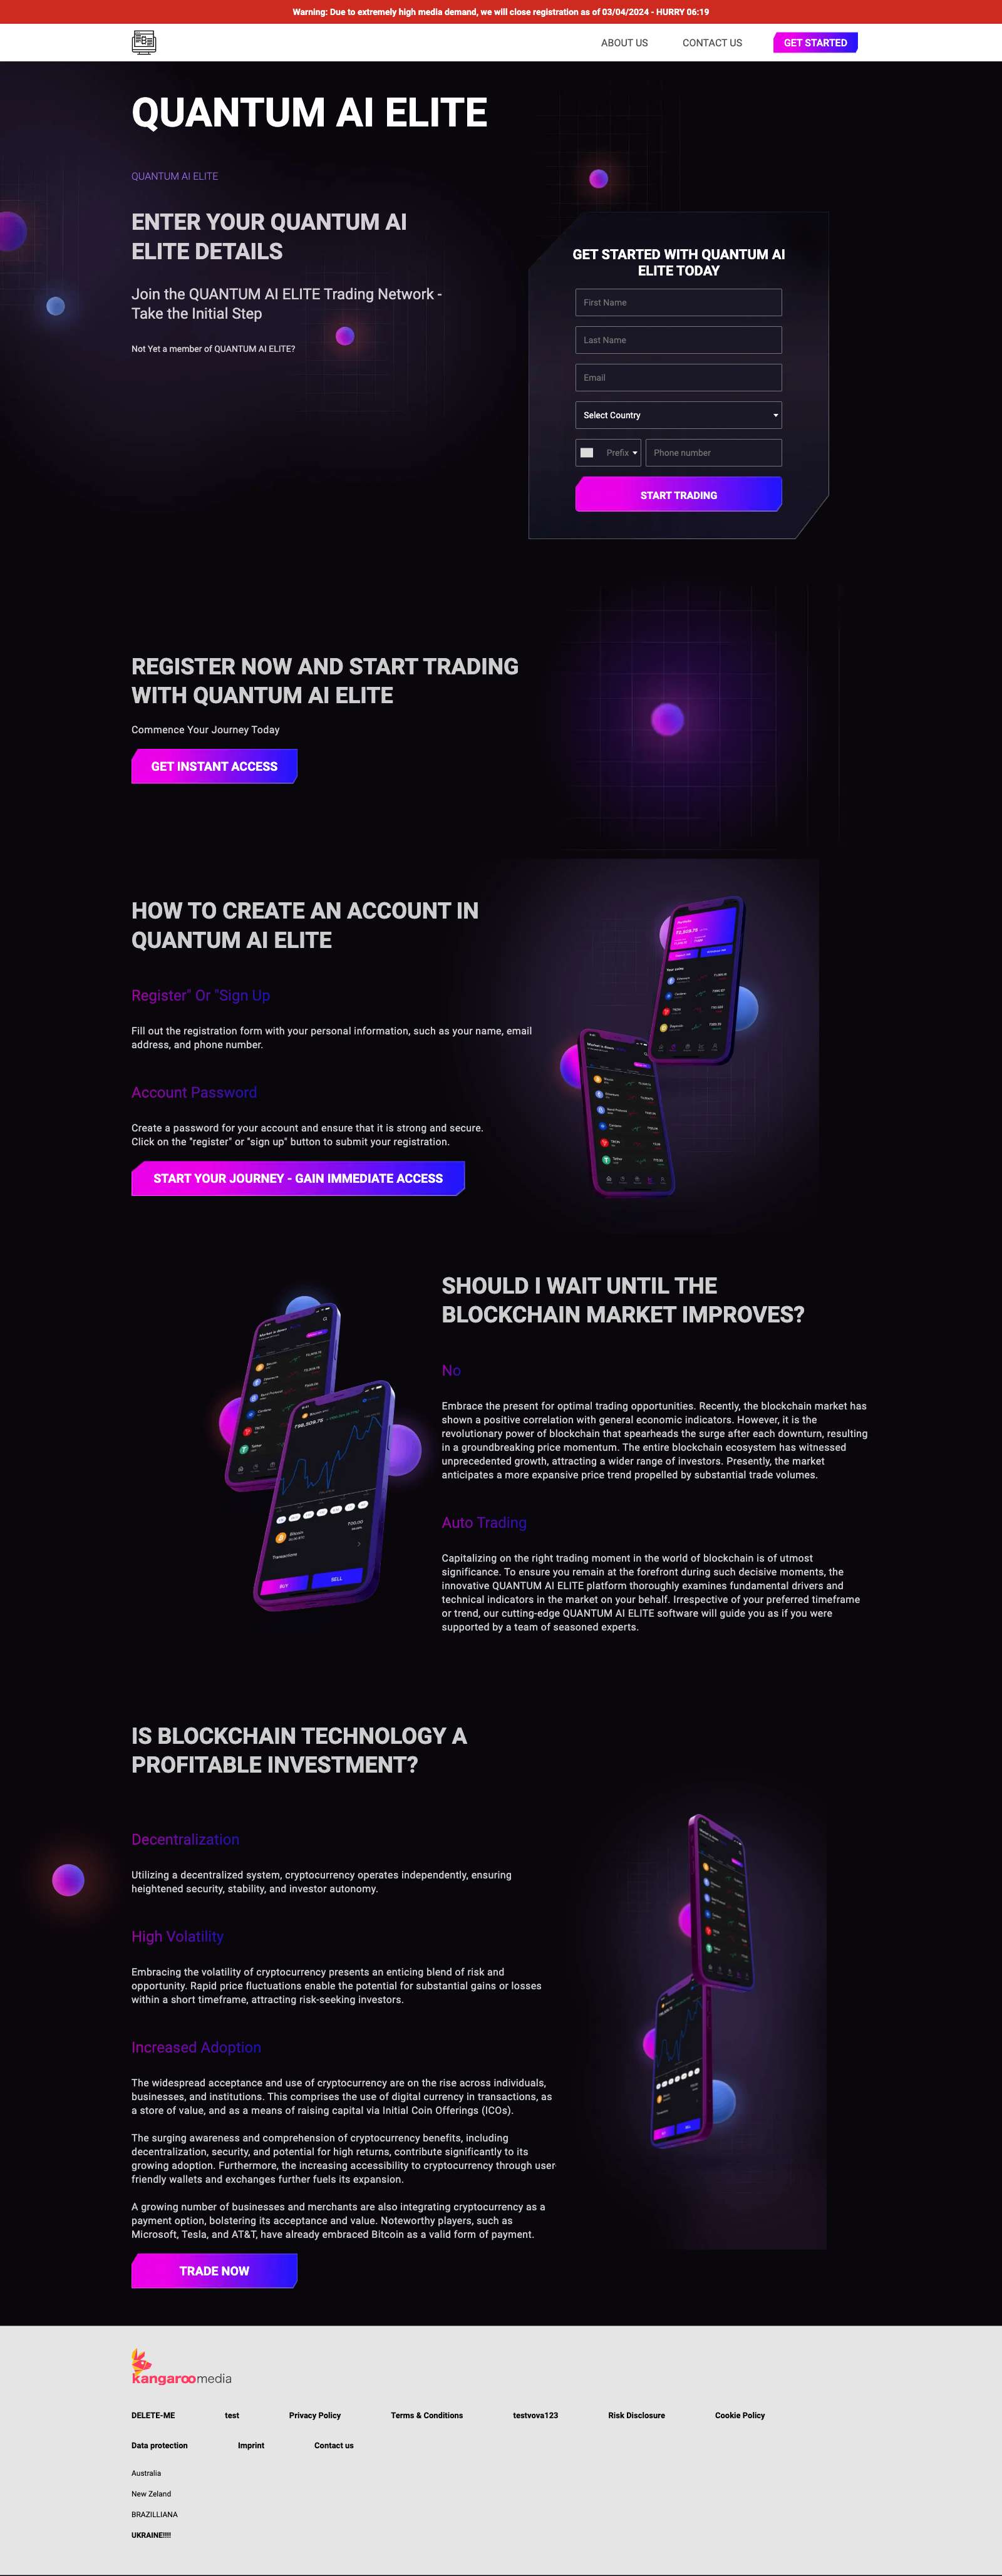 Warning: Due to extremely high media demand, we will close registration as of 03/04/2024 - HURRY 06:19
ABOUT US
CONTACT US
GET STARTED
QUANTUM AI ELITE
QUANTUM AI ELITE
ENTER YOUR QUANTUM AI
ELITE DETAILS
Join the QUANTUM AI ELITE Trading Network -
Take the Initial Step
Not Yet a member of QUANTUM AI ELITE?
GET STARTED WITH QUANTUM AI
ELITE TODAY
First Name
Last Name
Email
Select Country
Prefix
Phone number
START TRADING
REGISTER NOW AND START TRADING
WITH QUANTUM AI ELITE
Commence Your Journey Today
GET INSTANT ACCESS
HOW TO CREATE AN ACCOUNT IN
QUANTUM AI ELITE
Register" Or "Sign Up
Fill out the registration form with your personal information, such as your name, email
address, and phone number.
Account Password
Create a password for your account and ensure that it is strong and secure.
Click on the "register" or "sign up" button to submit your registration.
START YOUR JOURNEY - GAIN IMMEDIATE ACCESS
SHOULD I WAIT UNTIL THE
BLOCKCHAIN MARKET IMPROVES?
No
Embrace the present for optimal trading opportunities. Recently, the blockchain market has
shown a positive correlation with general economic indicators. However, it is the
revolutionary power of blockchain that spearheads the surge after each downturn, resulting
in a groundbreaking price momentum. The entire blockchain ecosystem has witnessed
unprecedented growth, attracting a wider range of investors. Presently, the market
anticipates a more expansive price trend propelled by substantial trade volumes.
Auto Trading
Capitalizing on the right trading moment in the world of blockchain is of utmost
significance. To ensure you remain at the forefront during such decisive moments, the
innovative QUANTUM AI ELITE platform thoroughly examines fundamental drivers and
technical indicators in the market on your behalf. Irrespective of your preferred timeframe
or trend, our cutting-edge QUANTUM AI ELITE software will guide you as if you were
supported by a team of seasoned experts.
Bitcoin
Transactions
BUY
SELL
IS BLOCKCHAIN TECHNOLOGY A
PROFITABLE INVESTMENT?
Decentralization
Utilizing a decentralized system, cryptocurrency operates independently, ensuring
heightened security, stability, and investor autonomy.
High Volatility
Embracing the volatility of cryptocurrency presents an enticing blend of risk and
opportunity. Rapid price fluctuations enable the potential for substantial gains or losses
within a short timeframe, attracting risk-seeking investors.
Increased Adoption
The widespread acceptance and use of cryptocurrency are on the rise across individuals,
businesses, and institutions. This comprises the use of digital currency in transactions, as
a store of value, and as a means of raising capital via Initial Coin Offerings (ICOs).
The surging awareness and comprehension of cryptocurrency benefits, including
decentralization, security, and potential for high returns, contribute significantly to its
growing adoption. Furthermore, the increasing accessibility to cryptocurrency through user-
friendly wallets and exchanges further fuels its expansion.
A growing number of businesses and merchants are also integrating cryptocurrency as a
payment option, bolstering its acceptance and value. Noteworthy players, such as
Microsoft, Tesla, and AT&T, have already embraced Bitcoin as a valid form of payment.
TRADE NOW
kangaroomedia
DELETE-ME
test
Privacy Policy
Terms & Conditions
testvova123
Risk Disclosure
Cookie Policy
Data protection
Imprint
Contact us
Australia
New Zeland
BRAZILLIANA
UKRAINE!!!!